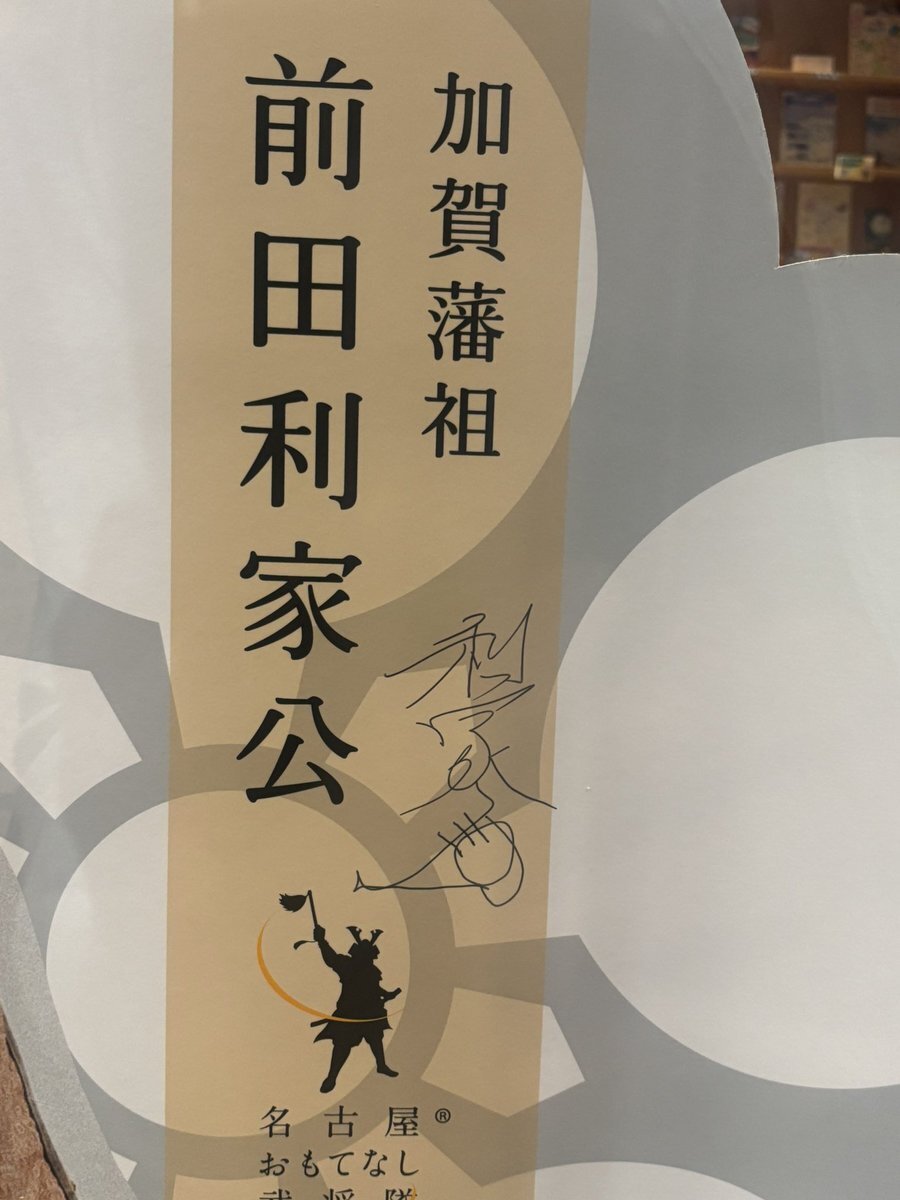 加賀藩祖
前田利家公
利家
名古屋®
おもてなし
武将隊